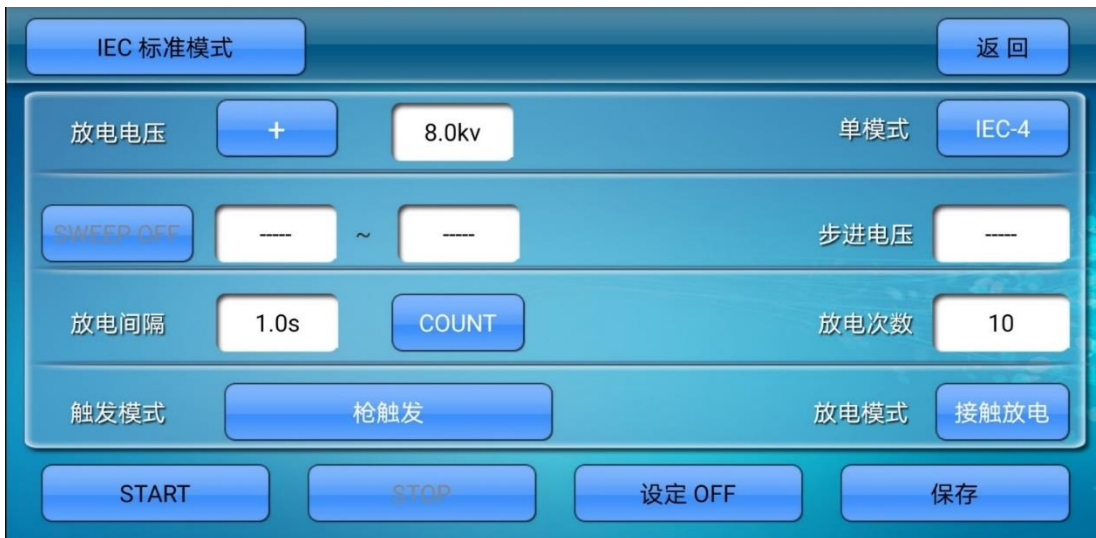 IEC 标准模式 返 回
放电电压 + 8.0kv 单模式 IEC-4
SWEEP OFF ----- ~ ----- 步进电压 -----
放电间隔 1.0s COUNT 放电次数 10
触发模式 枪触发 放电模式 接触放电
START STOP 设定 OFF 保存